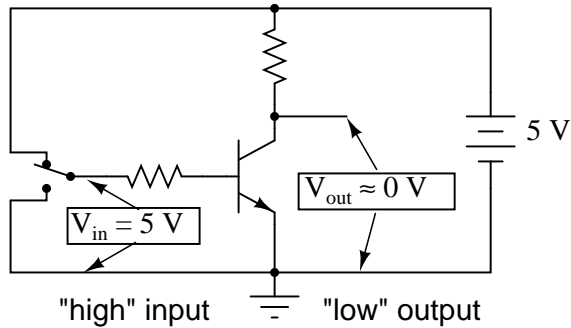 5 V
V_out ≈ 0 V
V_in = 5 V
"high" input
"low" output